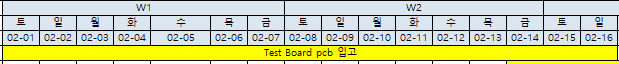 W1 W2
토 일 월 화 수 목 금 토 일 월 화 수 목 금 토 일
02-01 02-02 02-03 02-04 02-05 02-06 02-07 02-08 02-09 02-10 02-11 02-12 02-13 02-14 02-15 02-16
Test Board pcb 입고